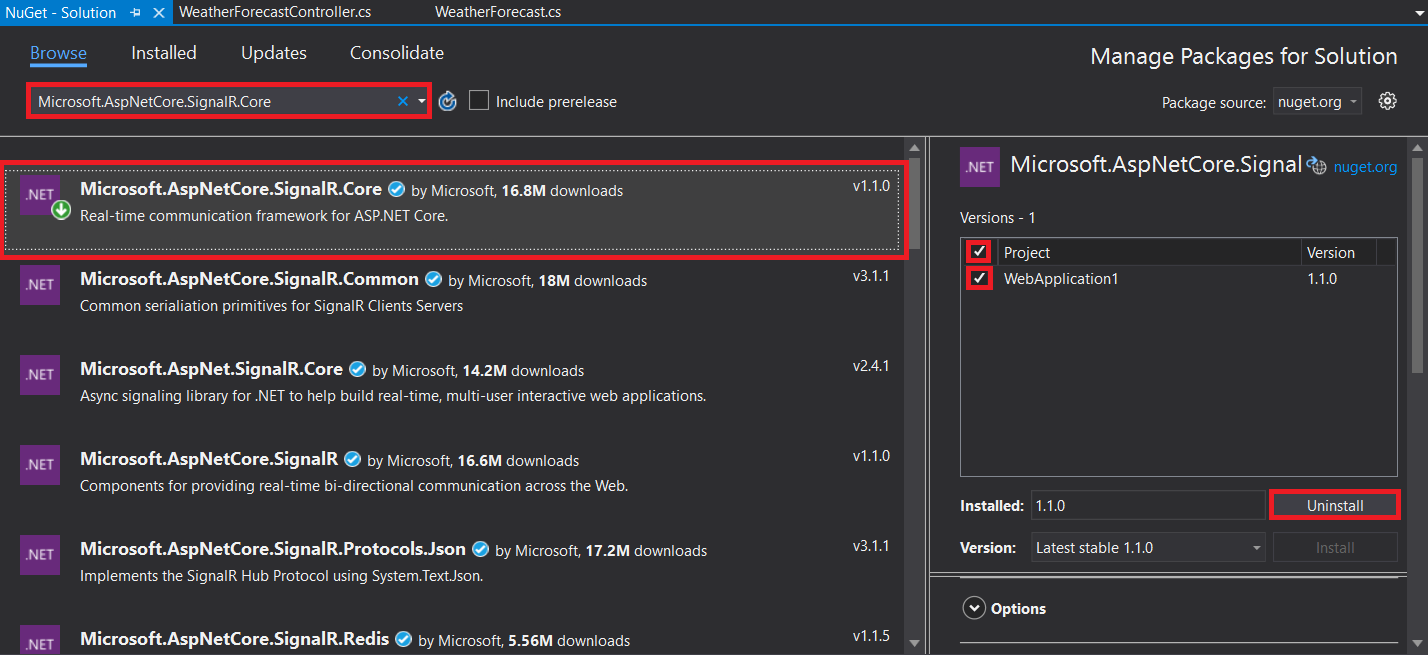 NuGet - Solution
WeatherForecastController.cs
WeatherForecast.cs
Browse
Installed
Updates
Consolidate
Manage Packages for Solution
Microsoft.AspNetCore.SignalR.Core
Include prerelease
Package source: nuget.org
.NET
Microsoft.AspNetCore.SignalR.Core by Microsoft, 16.8M downloads
v1.1.0
Real-time communication framework for ASP.NET Core.
.NET
Microsoft.AspNetCore.SignalR.Common by Microsoft, 18M downloads
v3.1.1
Common serialiation primitives for SignalR Clients Servers
.NET
Microsoft.AspNet.SignalR.Core by Microsoft, 14.2M downloads
v2.4.1
Async signaling library for .NET to help build real-time, multi-user interactive web applications.
.NET
Microsoft.AspNetCore.SignalR by Microsoft, 16.6M downloads
v1.1.0
Components for providing real-time bi-directional communication across the Web.
.NET
Microsoft.AspNetCore.SignalR.Protocols.Json by Microsoft, 17.2M downloads
v3.1.1
Implements the SignalR Hub Protocol using System.Text.Json.
.NET
Microsoft.AspNetCore.SignalR.Redis by Microsoft, 5.56M downloads
v1.1.5
.NET
Microsoft.AspNetCore.Signal
nuget.org
Versions - 1
Project
Version
WebApplication1
1.1.0
Installed: 1.1.0
Uninstall
Version: Latest stable 1.1.0
Install
Options